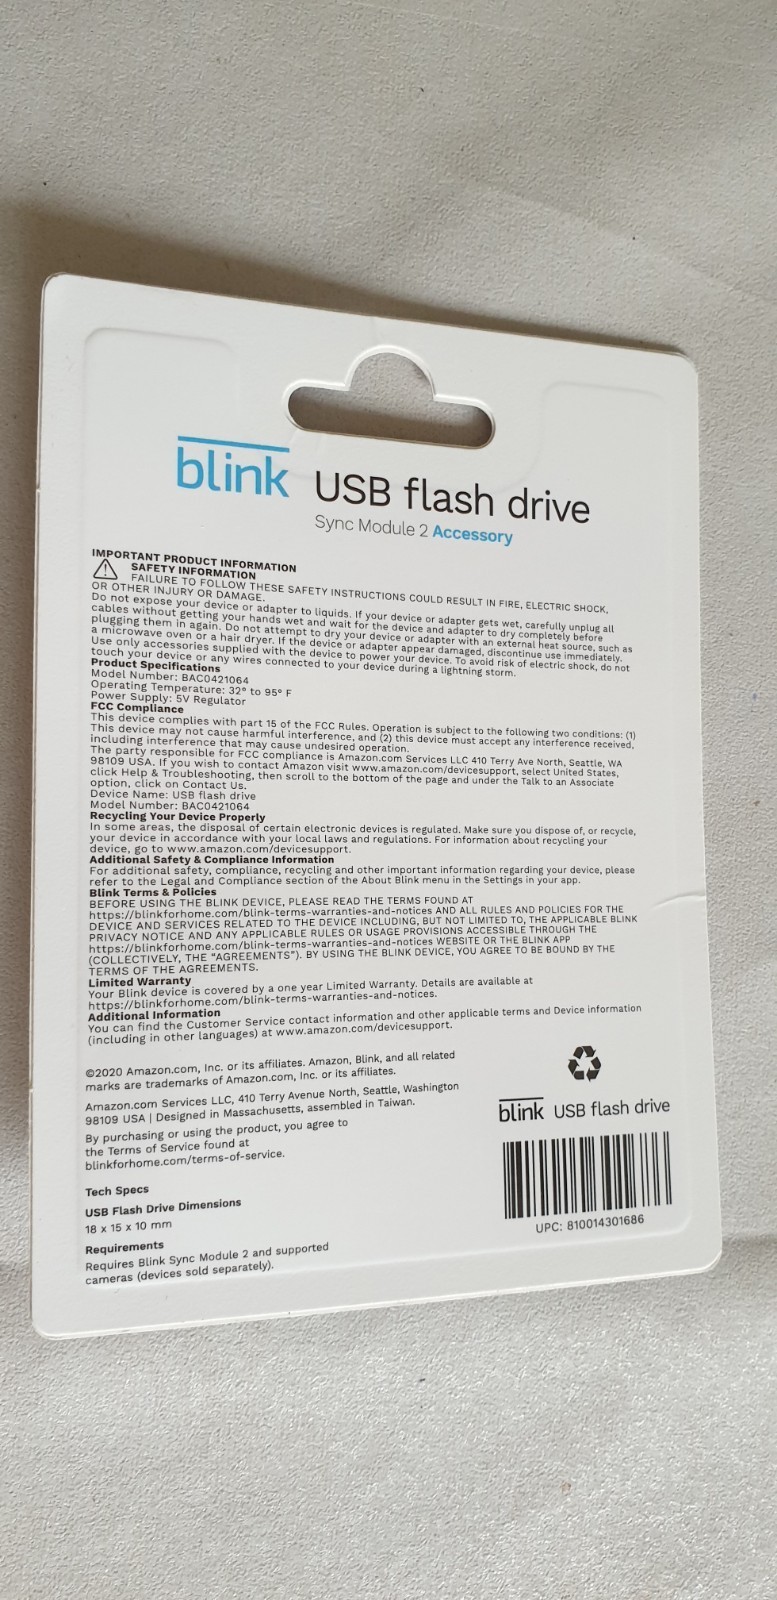 blink USB flash drive
Sync Module 2 Accessory
IMPORTANT PRODUCT INFORMATION
SAFETY INFORMATION
FAILURE TO FOLLOW THESE SAFETY INSTRUCTIONS COULD RESULT IN FIRE, ELECTRIC SHOCK,
OR OTHER INJURY OR DAMAGE.
Do not expose your device or adapter to liquids. If your device or adapter gets wet, carefully unplug all
cables without getting your hands wet and wait for the device and adapter to dry completely before
plugging them in again. Do not attempt to dry your device or adapter with an external heat source, such as
a microwave oven or a hair dryer. If the device or adapter appear damaged, discontinue use immediately.
Use only accessories supplied with the device to power your device. To avoid risk of electric shock, do not
touch your device or any wires connected to your device during a lightning storm.
Product Specifications
Model Number: BAC0421064
Operating Temperature: 32° to 95° F
Power Supply: 5V Regulator
FCC Compliance
This device complies with part 15 of the FCC Rules. Operation is subject to the following two conditions: (1)
This device may not cause harmful interference, and (2) this device must accept any interference received,
including interference that may cause undesired operation.
The party responsible for FCC compliance is Amazon.com Services LLC 410 Terry Ave North, Seattle, WA
98109 USA. If you wish to contact Amazon visit www.amazon.com/devicesupport, select United States,
click Help & Troubleshooting, then scroll to the bottom of the page and under the Talk to an Associate
option, click on Contact Us.
Device Name: USB flash drive
Model Number: BAC0421064
Recycling Your Device Properly
In some areas, the disposal of certain electronic devices is regulated. Make sure you dispose of, or recycle,
your device in accordance with your local laws and regulations. For information about recycling your
device, go to www.amazon.com/devicesupport.
Additional Safety & Compliance Information
For additional safety, compliance, recycling and other important information regarding your device, please
refer to the Legal and Compliance section of the About Blink menu in the Settings in your app.
Blink Terms & Policies
BEFORE USING THE BLINK DEVICE, PLEASE READ THE TERMS FOUND AT
https://blinkforhome.com/blink-terms-warranties-and-notices AND ALL RULES AND POLICIES FOR THE
DEVICE AND SERVICES RELATED TO THE DEVICE INCLUDING, BUT NOT LIMITED TO, THE APPLICABLE BLINK
PRIVACY NOTICE AND ANY APPLICABLE RULES OR USAGE PROVISIONS ACCESSIBLE THROUGH THE
https://blinkforhome.com/blink-terms-warranties-and-notices WEBSITE OR THE BLINK APP
(COLLECTIVELY, THE “AGREEMENTS”). BY USING THE BLINK DEVICE, YOU AGREE TO BE BOUND BY THE
TERMS OF THE AGREEMENTS.
Limited Warranty
Your Blink device is covered by a one year Limited Warranty. Details are available at
https://blinkforhome.com/blink-terms-warranties-and-notices.
Additional Information
You can find the Customer Service contact information and other applicable terms and Device information
(including in other languages) at www.amazon.com/devicesupport.
©2020 Amazon.com, Inc. or its affiliates. Amazon, Blink, and all related
marks are trademarks of Amazon.com, Inc. or its affiliates.
Amazon.com Services LLC, 410 Terry Avenue North, Seattle, Washington
98109 USA | Designed in Massachusetts, assembled in Taiwan.
By purchasing or using the product, you agree to
the Terms of Service found at
blinkforhome.com/terms-of-service.
Tech Specs
USB Flash Drive Dimensions
18 x 15 x 10 mm
Requirements
Requires Blink Sync Module 2 and supported
cameras (devices sold separately).
blink USB flash drive
UPC: 810014301686